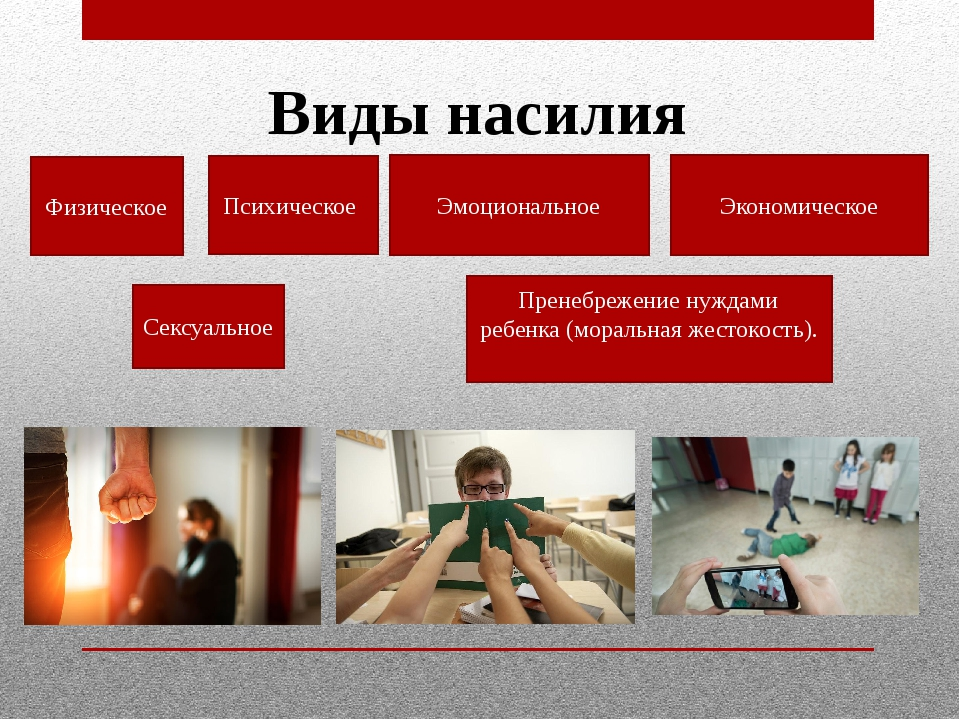 Виды насилия
Физическое
Психическое
Эмоциональное
Экономическое
Сексуальное
Пренебрежение нуждами
ребенка (моральная жестокость).